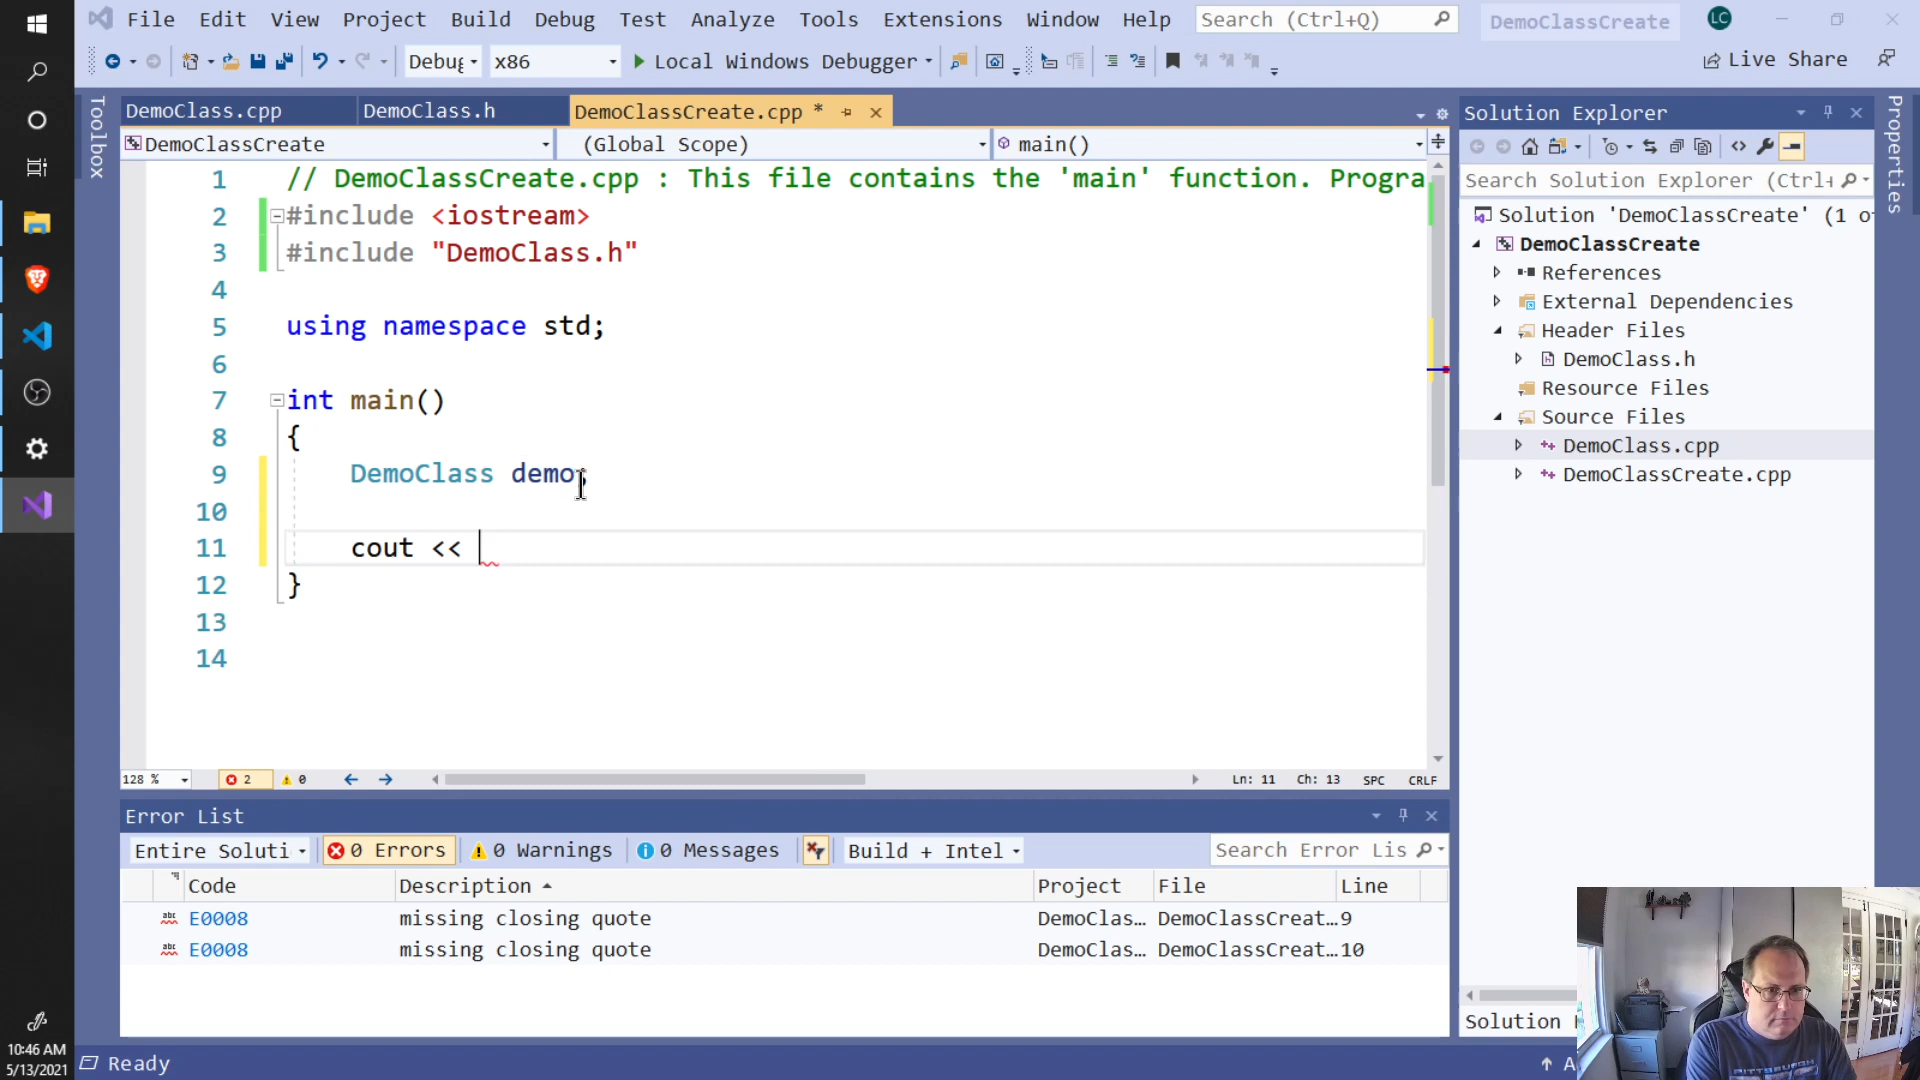 File Edit View Project Build Debug Test Analyze Tools Extensions Window Help Search (Ctrl+Q) DemoClassCreate LC
Debug x86 Local Windows Debugger Live Share
Toolbox
DemoClass.cpp DemoClass.h DemoClassCreate.cpp *
DemoClassCreate (Global Scope) main()
1 // DemoClassCreate.cpp : This file contains the 'main' function. Progra
2 #include <iostream>
3 #include "DemoClass.h"
4
5 using namespace std;
6
7 int main()
8 {
9 DemoClass demo;
10
11 cout <<
12 }
13
14
128 % 2 0 Ln: 11 Ch: 13 SPC CRLF
Error List
Entire Soluti 0 Errors 0 Warnings 0 Messages Build + Intel Search Error Lis
Code Description Project File Line
abc E0008 missing closing quote DemoClas... DemoClassCreat...9
abc E0008 missing closing quote DemoClas... DemoClassCreat...10
Solution Explorer
Search Solution Explorer (Ctrl+
Solution 'DemoClassCreate' (1 o
DemoClassCreate
References
External Dependencies
Header Files
DemoClass.h
Resource Files
Source Files
DemoClass.cpp
DemoClassCreate.cpp
Solution
Properties
Ready
10:46 AM
5/13/2021